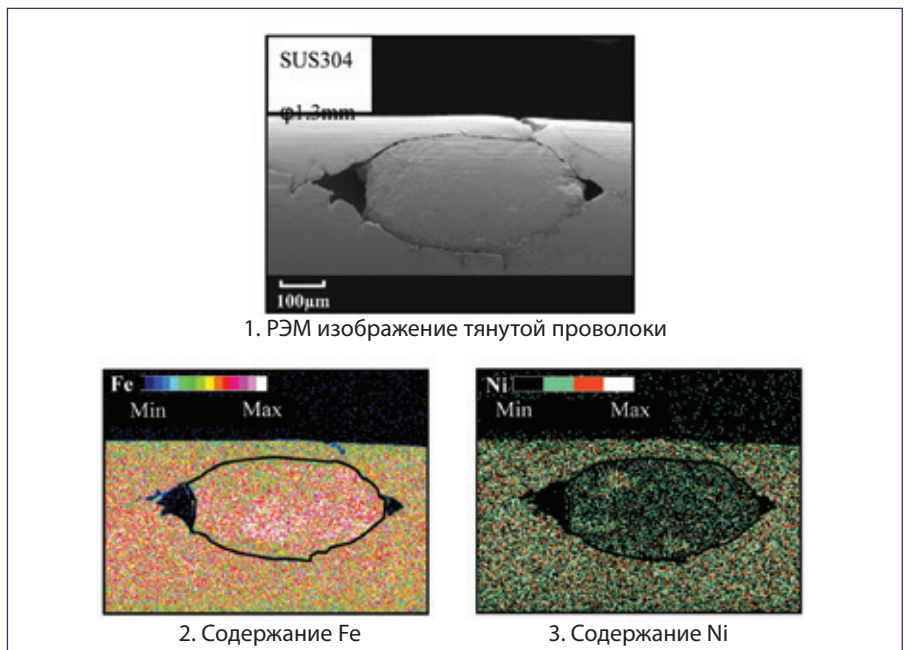 SUS304
φ1.3mm
100µm
1. РЭМ изображение тянутой проволоки
Fe
Min Max
Ni
Min Max
2. Содержание Fe
3. Содержание Ni